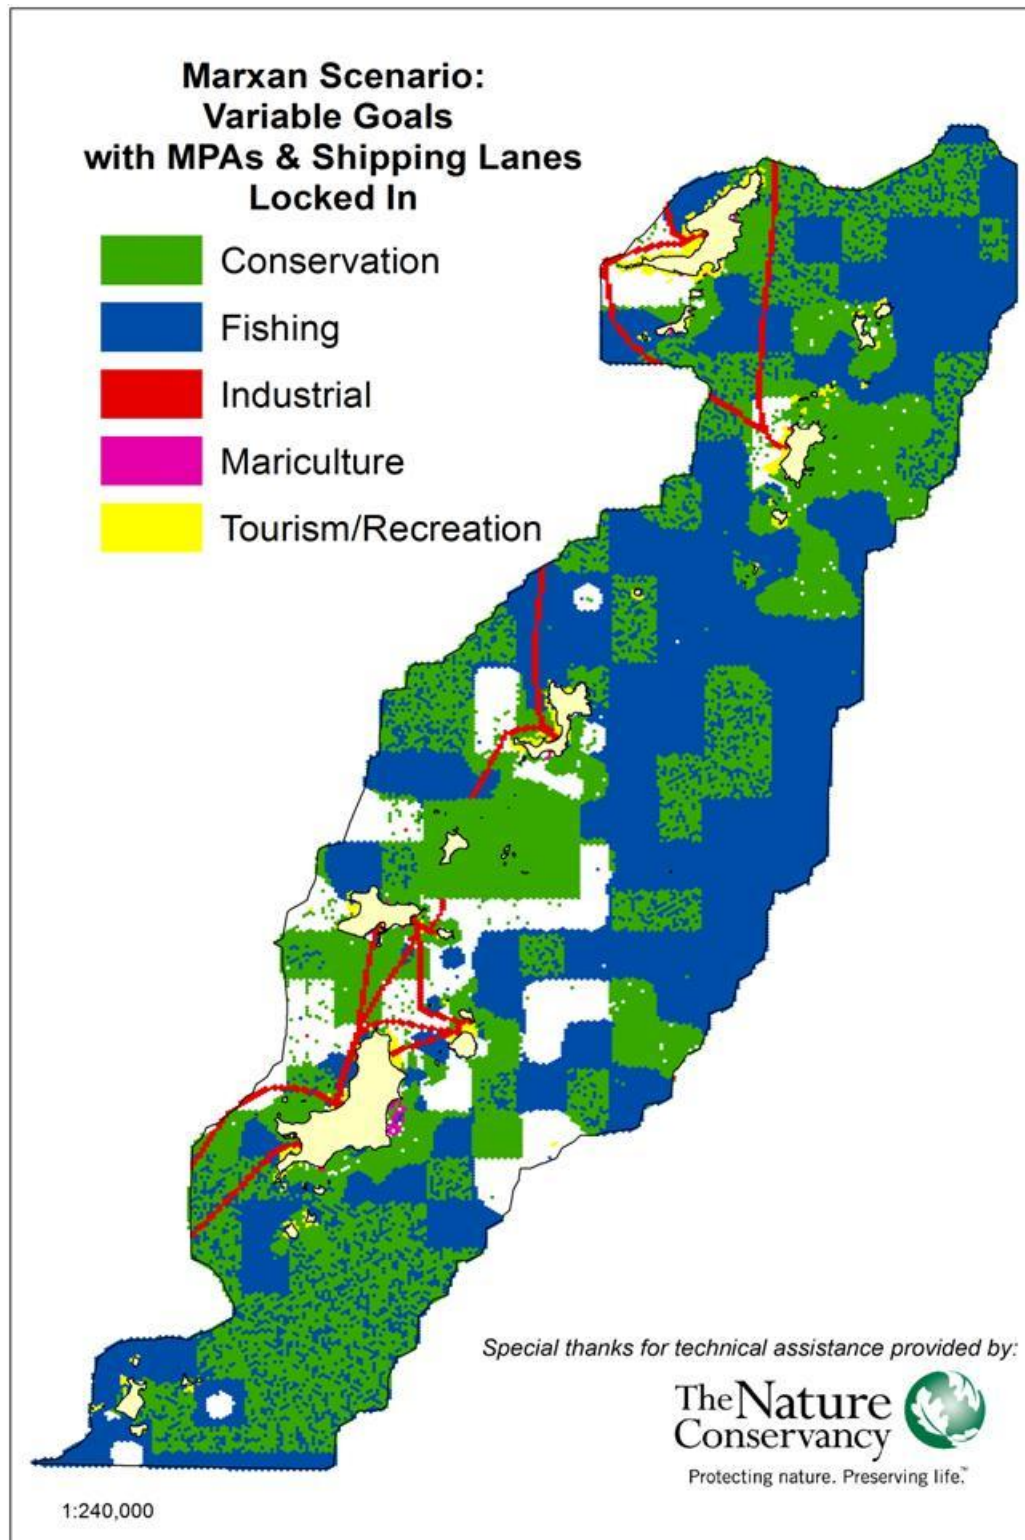 Marxan Scenario:
Variable Goals
with MPAs & Shipping Lanes
Locked In
Conservation
Fishing
Industrial
Mariculture
Tourism/Recreation
Special thanks for technical assistance provided by:
The Nature
Conservancy
Protecting nature. Preserving life.™
1:240,000